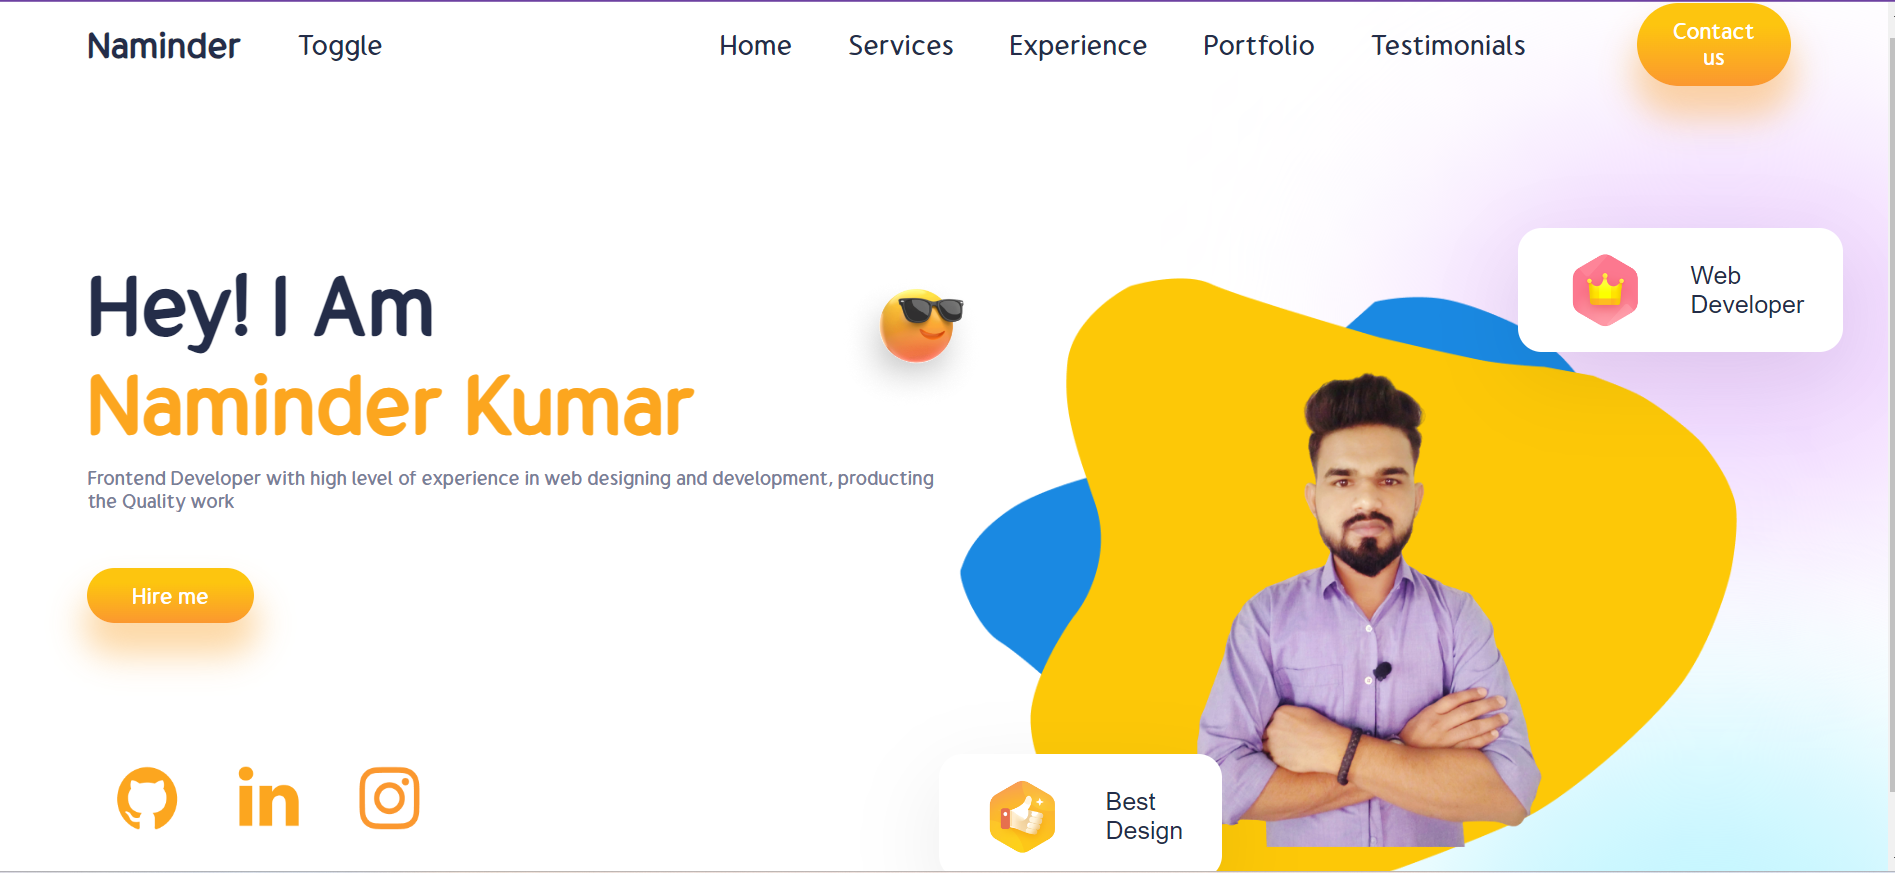 Naminder Toggle Home Services Experience Portfolio Testimonials Contact
us
Web
Developer
Hey! I Am
Naminder Kumar
Frontend Developer with high level of experience in web designing and development, producting
the Quality work
Hire me
in
Best
Design